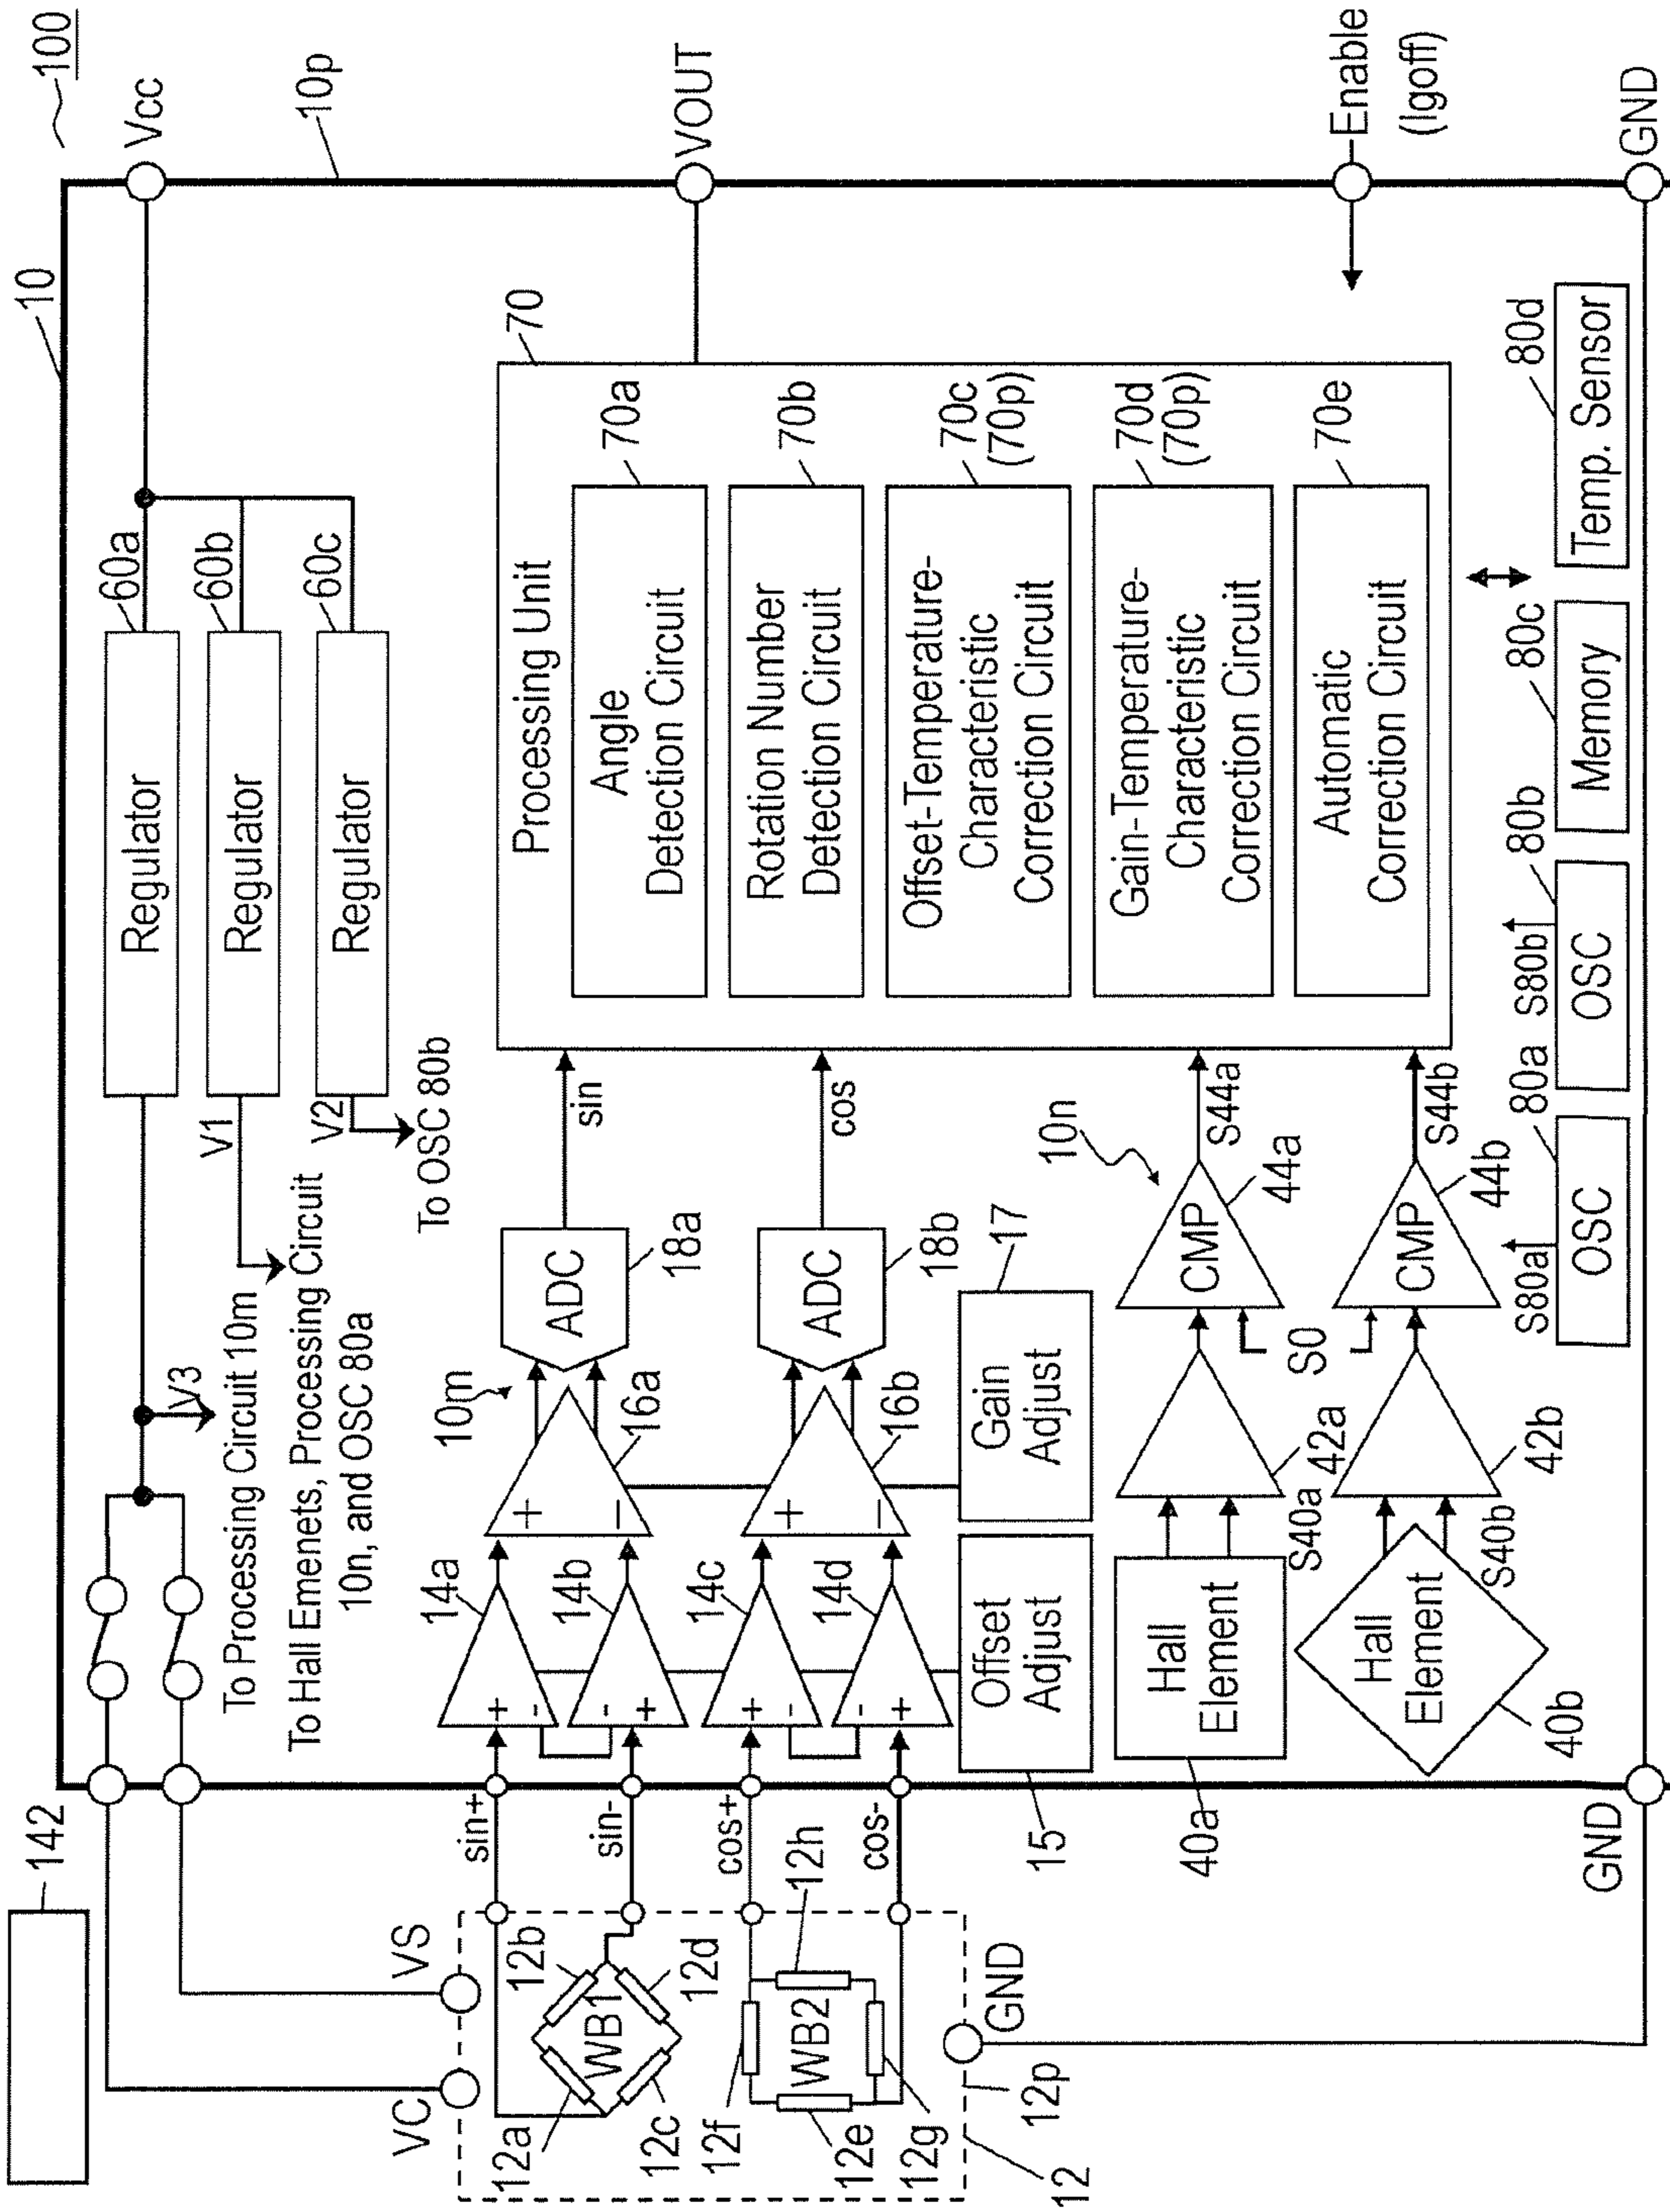 100
10
142
Vcc
10p
VOUT
Enable
(Igoff)
GND
Regulator
60a
Regulator
60b
Regulator
60c
V3
To Processing Circuit 10m
V1
To Hall Emenets, Processing Circuit
10n, and OSC 80a
V2
To OSC 80b
VC
VS
12a
12b
12c
12d
WB1
12e
12f
12g
12h
WB2
12
12p
GND
GND
sin+
sin-
cos+
cos-
+
-
14a
-
+
14b
+
-
14c
-
+
14d
Offset
Adjust
15
10m
+
-
16a
+
-
16b
Gain
Adjust
17
ADC
18a
ADC
18b
sin
cos
Hall
Element
40a
S40a
42a
Hall
Element
40b
S40b
42b
S0
10n
CMP
44a
S44a
CMP
44b
S44b
Processing Unit
70
Angle
Detection Circuit
70a
Rotation Number
Detection Circuit
70b
Offset-Temperature-
Characteristic
Correction Circuit
70c
(70p)
Gain-Temperature-
Characteristic
Correction Circuit
70d
(70p)
Automatic
Correction Circuit
70e
S80a
OSC
80a
S80b
OSC
80b
Memory
80c
Temp. Sensor
80d